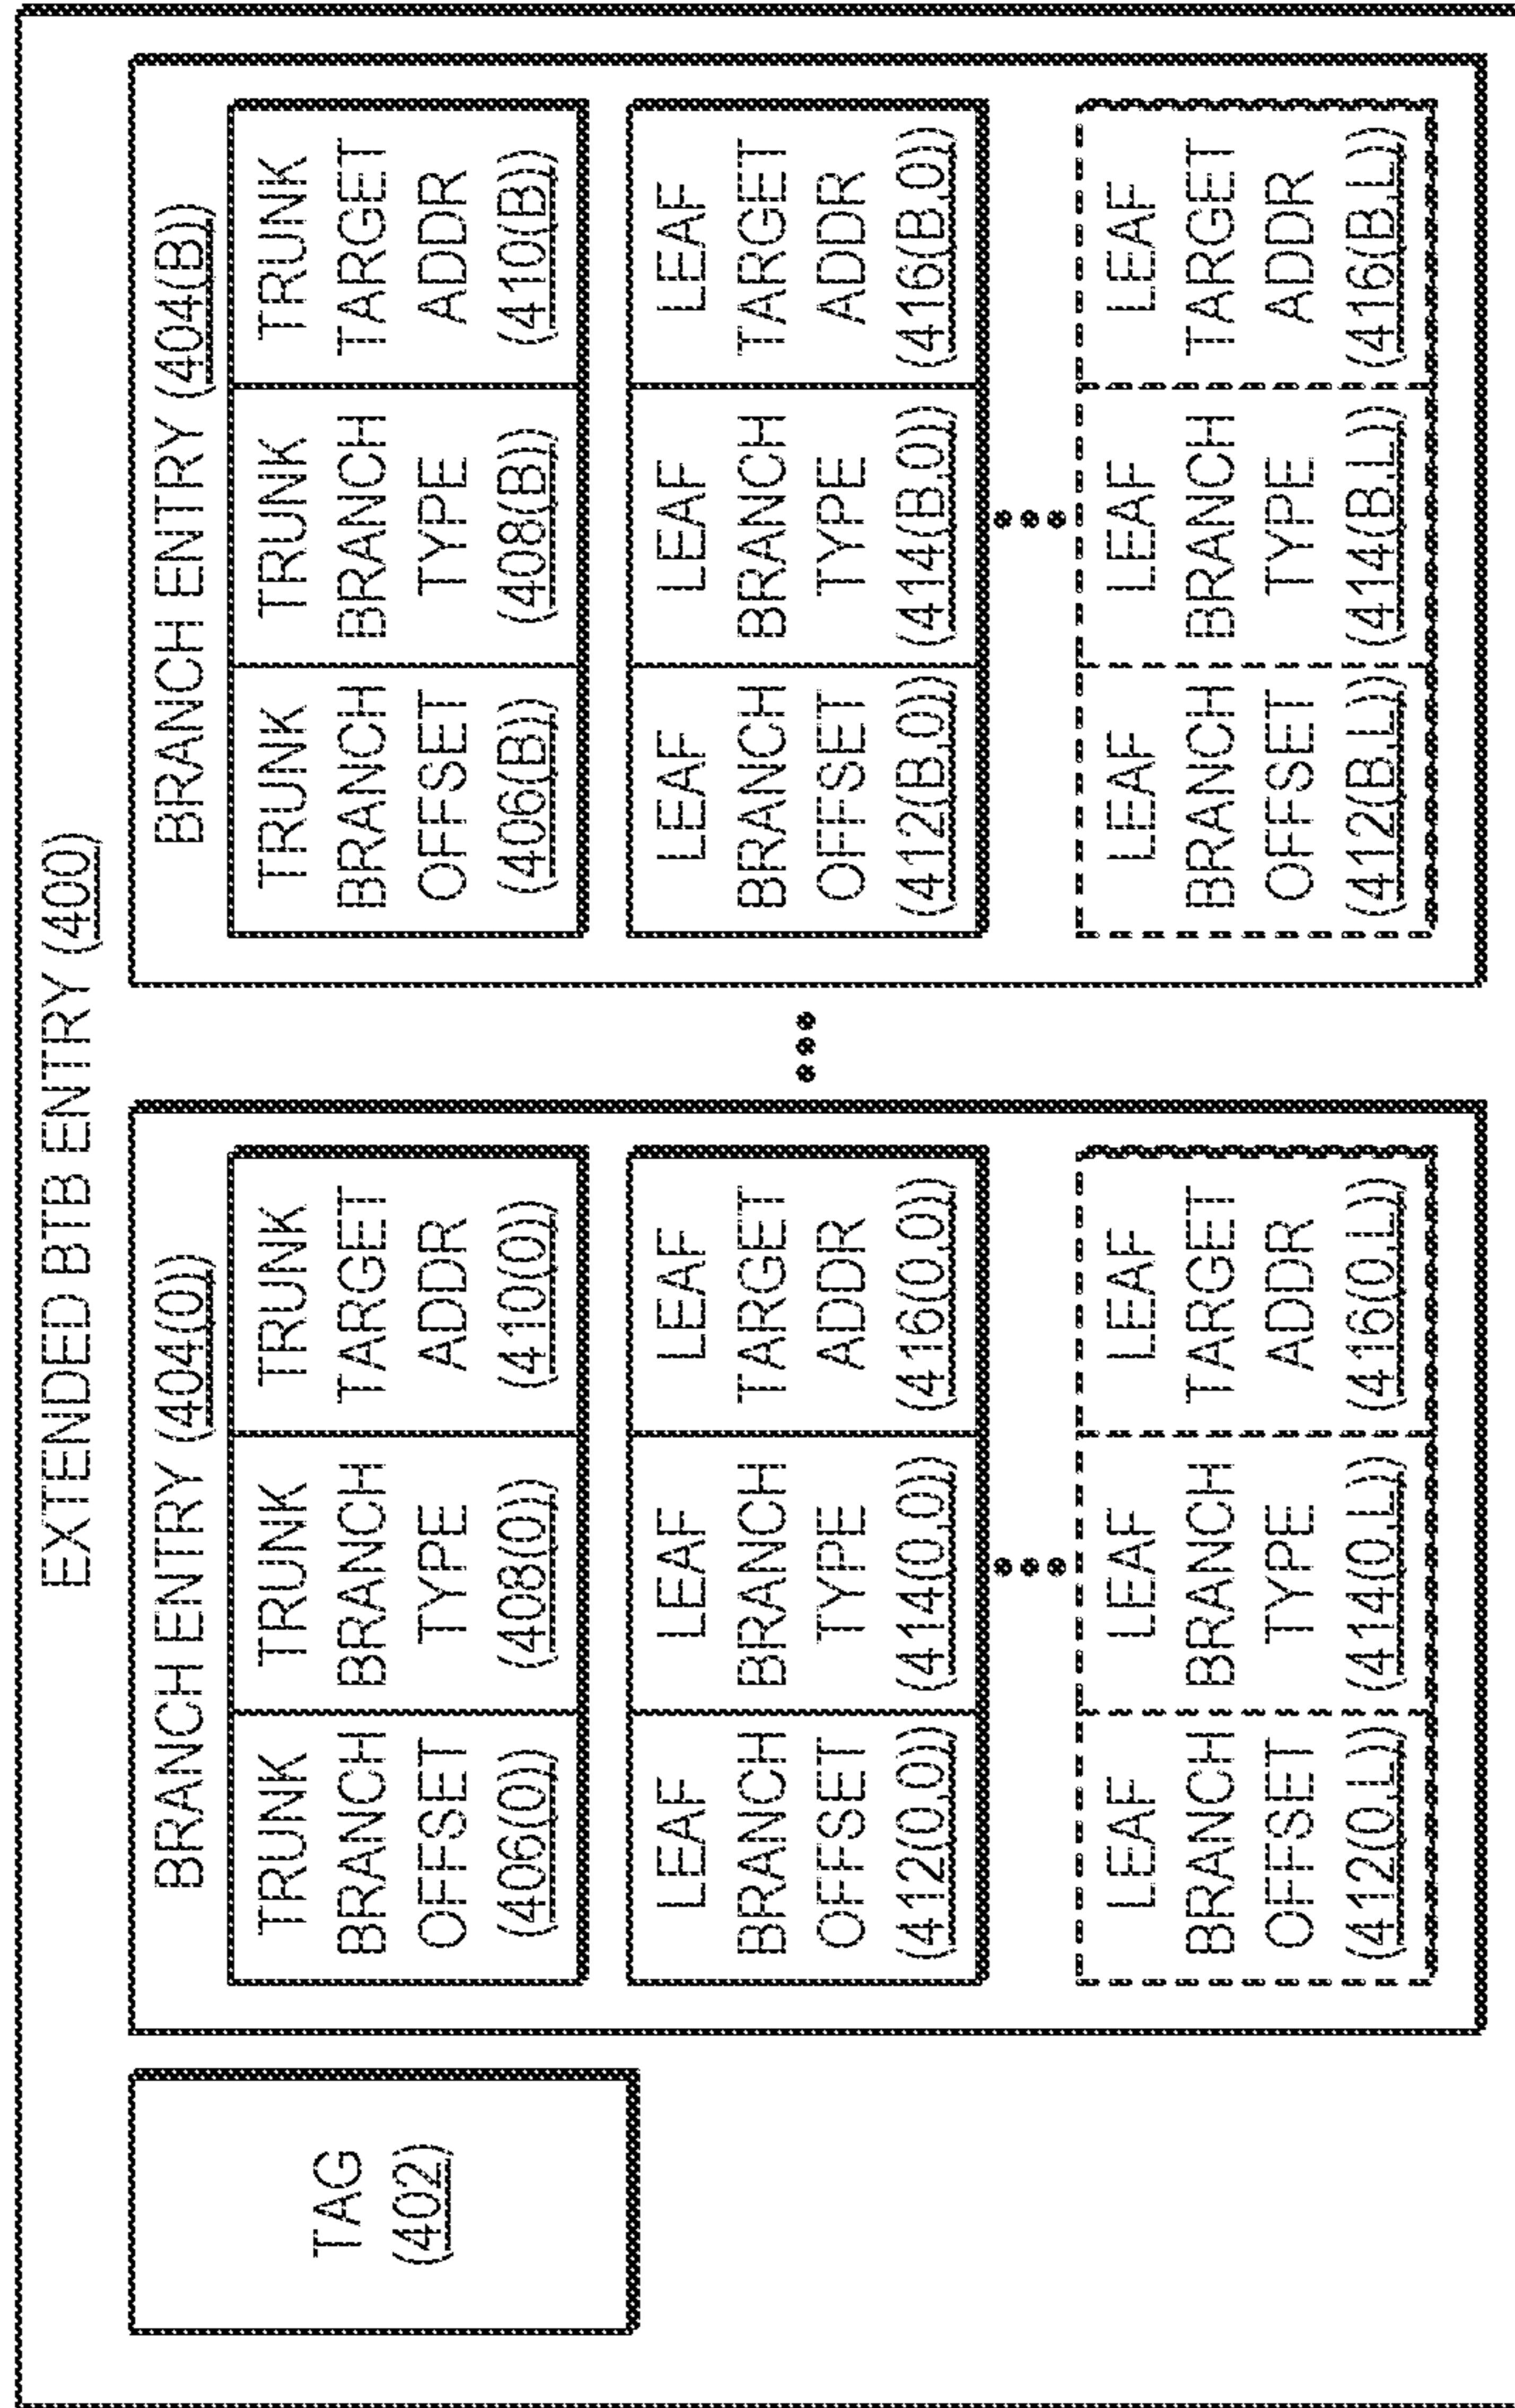 EXTENDED BTB ENTRY (400)
TAG
(402)
BRANCH ENTRY (404(0))
TRUNK
BRANCH
OFFSET
(406(0))
TRUNK
BRANCH
TYPE
(408(0))
TRUNK
TARGET
ADDR
(410(0))
LEAF
BRANCH
OFFSET
(412(0,0))
LEAF
BRANCH
TYPE
(414(0,0))
LEAF
TARGET
ADDR
(416(0,0))
LEAF
BRANCH
OFFSET
(412(0,L))
LEAF
BRANCH
TYPE
(414(0,L))
LEAF
TARGET
ADDR
(416(0,L))
BRANCH ENTRY (404(B))
TRUNK
BRANCH
OFFSET
(406(B))
TRUNK
BRANCH
TYPE
(408(B))
TRUNK
TARGET
ADDR
(410(B))
LEAF
BRANCH
OFFSET
(412(B,0))
LEAF
BRANCH
TYPE
(414(B,0))
LEAF
TARGET
ADDR
(416(B,0))
LEAF
BRANCH
OFFSET
(412(B,L))
LEAF
BRANCH
TYPE
(414(B,L))
LEAF
TARGET
ADDR
(416(B,L))